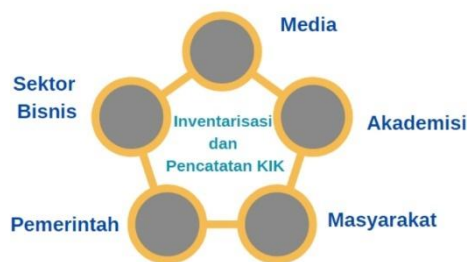 Media
Sektor
Bisnis
Akademisi
Inventarisasi
dan
Pencatatan KIK
Pemerintah
Masyarakat